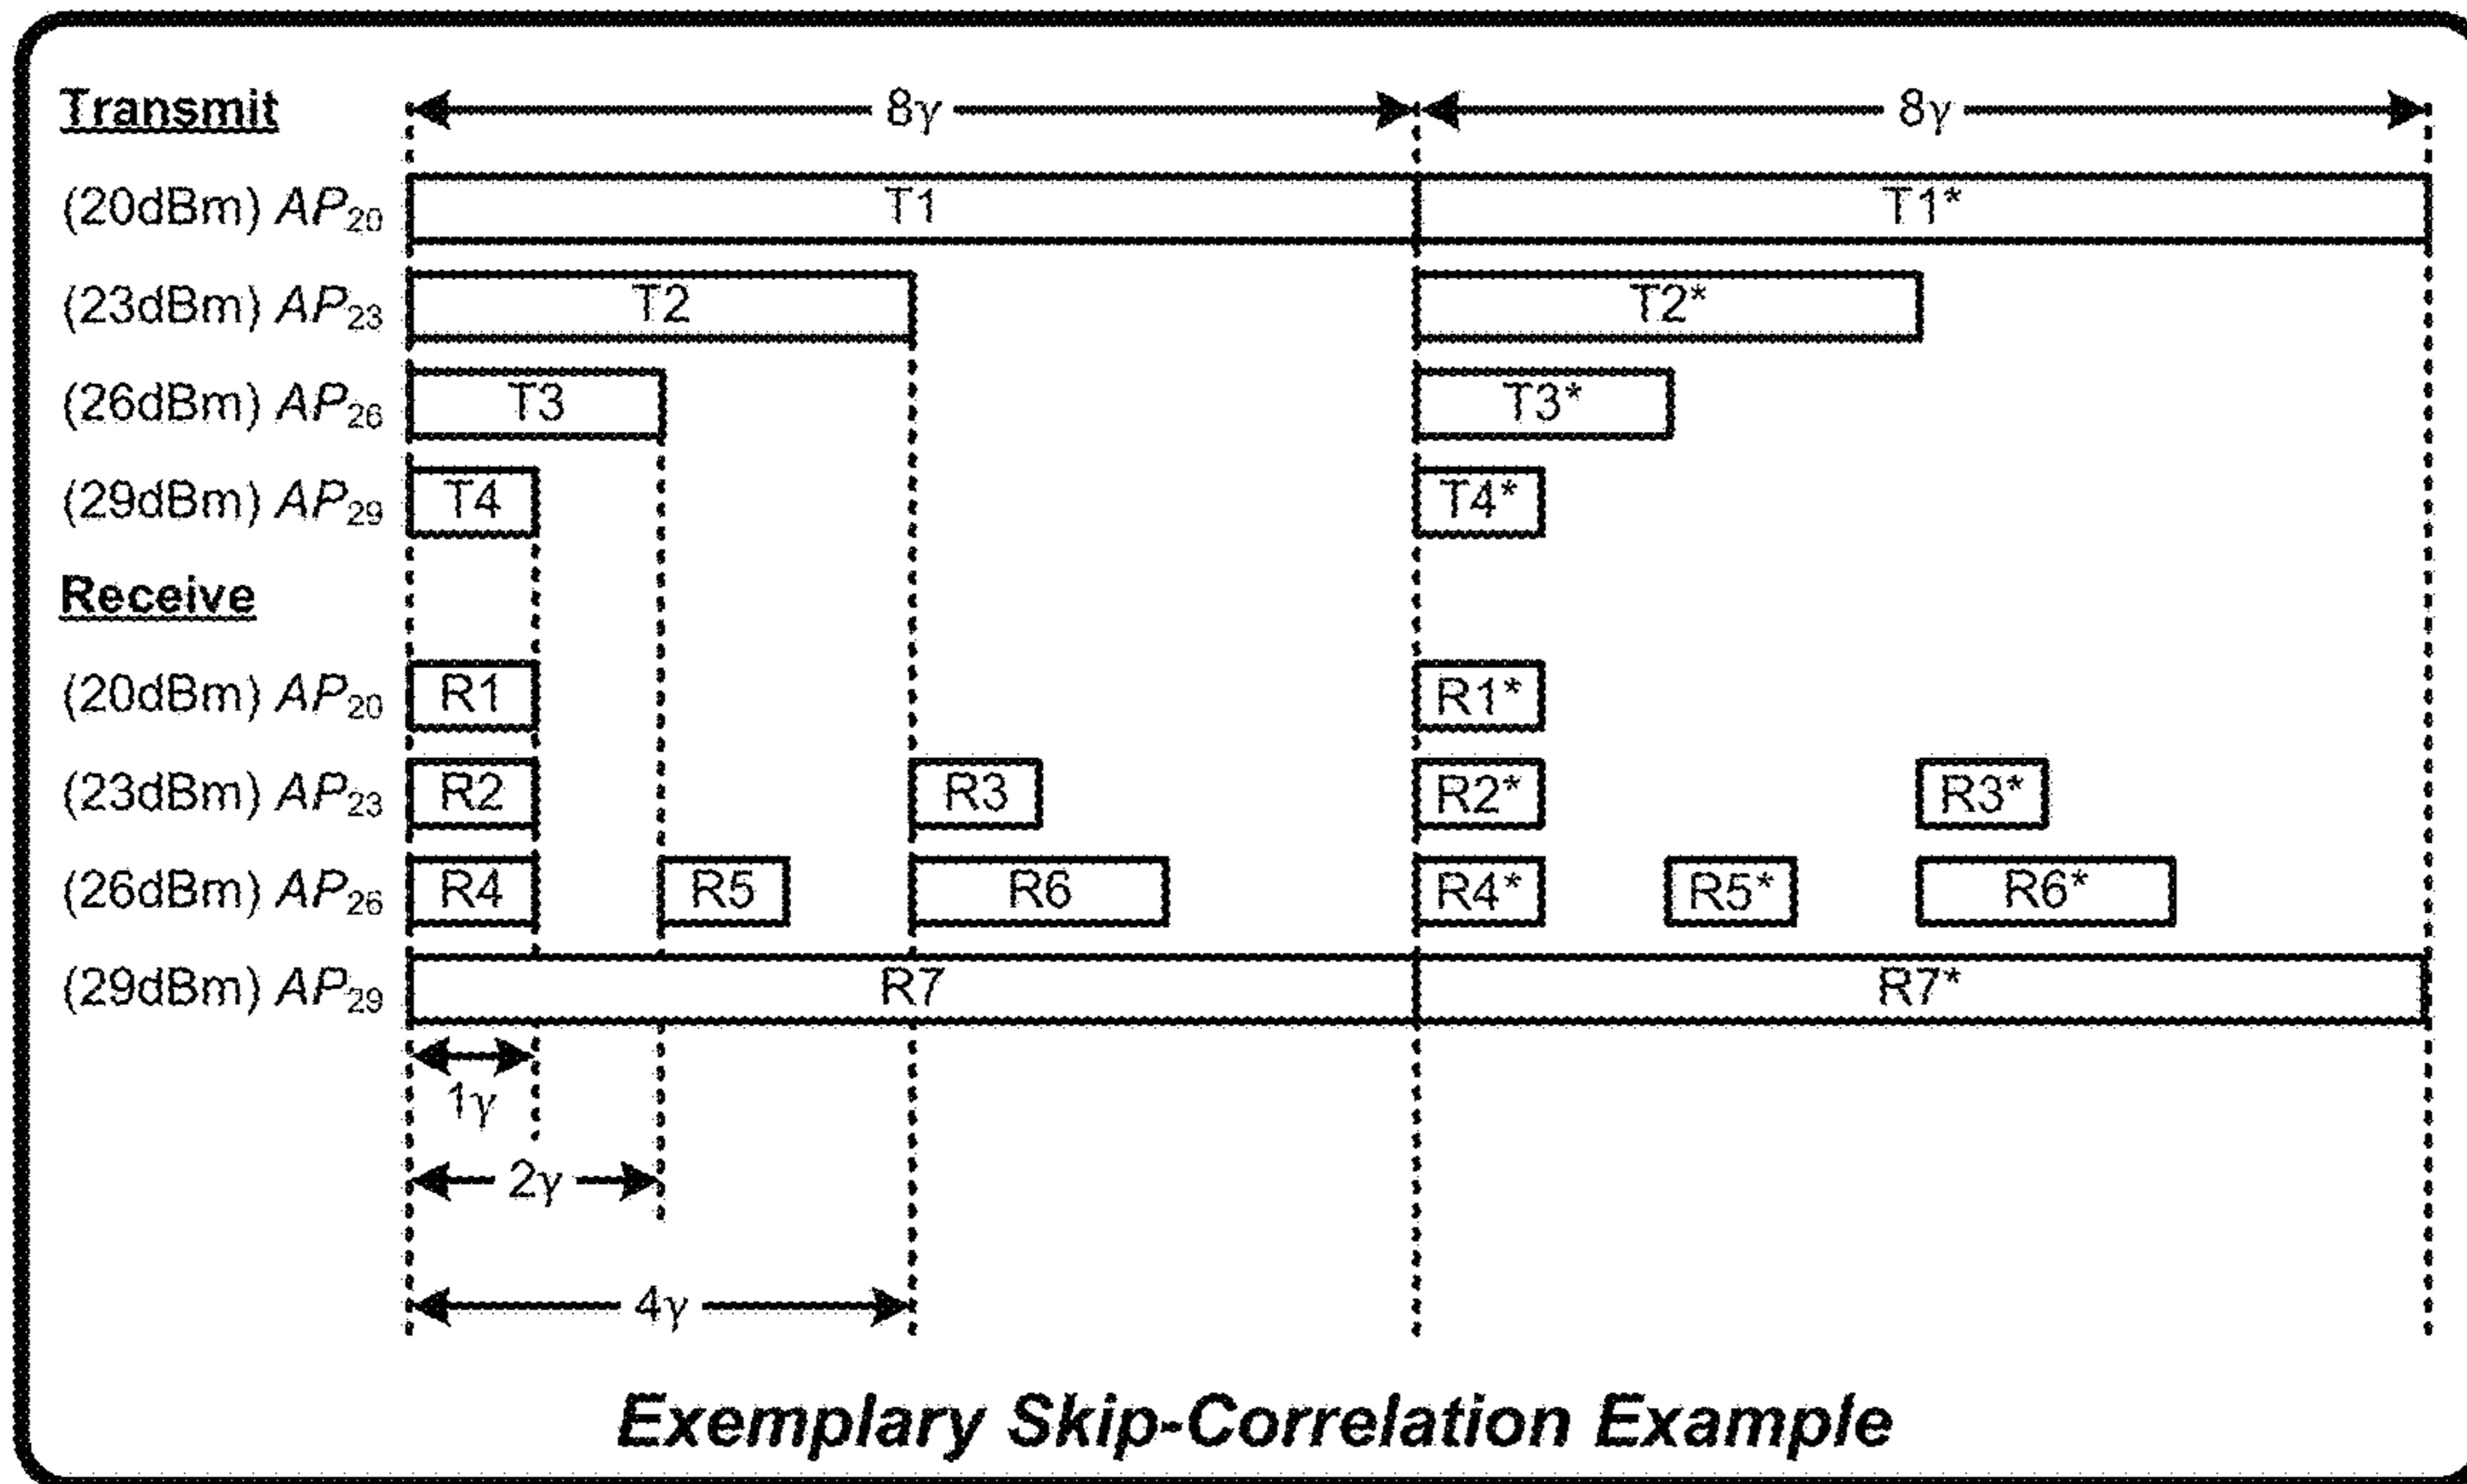 Transmit
8γ 8γ
(20dBm) AP20 T1 T1*
(23dBm) AP23 T2 T2*
(26dBm) AP26 T3 T3*
(29dBm) AP29 T4 T4*
Receive
(20dBm) AP20 R1 R1*
(23dBm) AP23 R2 R3 R2* R3*
(26dBm) AP26 R4 R5 R6 R4* R5* R6*
(29dBm) AP29 R7 R7*
1γ
2γ
4γ
Exemplary Skip-Correlation Example